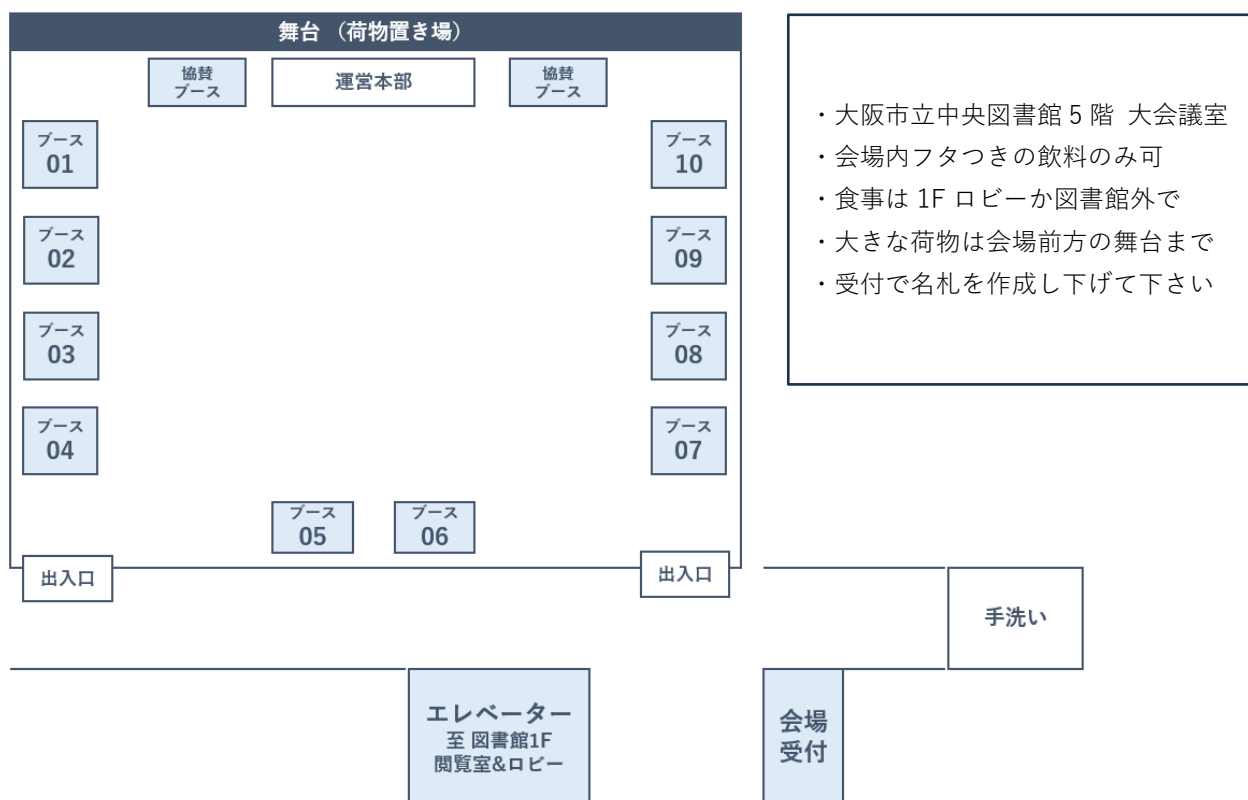 舞台 （荷物置き場）
協賛
ブース
運営本部
協賛
ブース
ブース
01
ブース
10
ブース
02
ブース
09
ブース
03
ブース
08
ブース
04
ブース
07
ブース
05
ブース
06
出入口
出入口
手洗い
エレベーター
至 図書館1F
閲覧室&ロビー
会場
受付
・大阪市立中央図書館 5 階 大会議室
・会場内フタつきの飲料のみ可
・食事は 1F ロビーか図書館外で
・大きな荷物は会場前方の舞台まで
・受付で名札を作成し下げて下さい